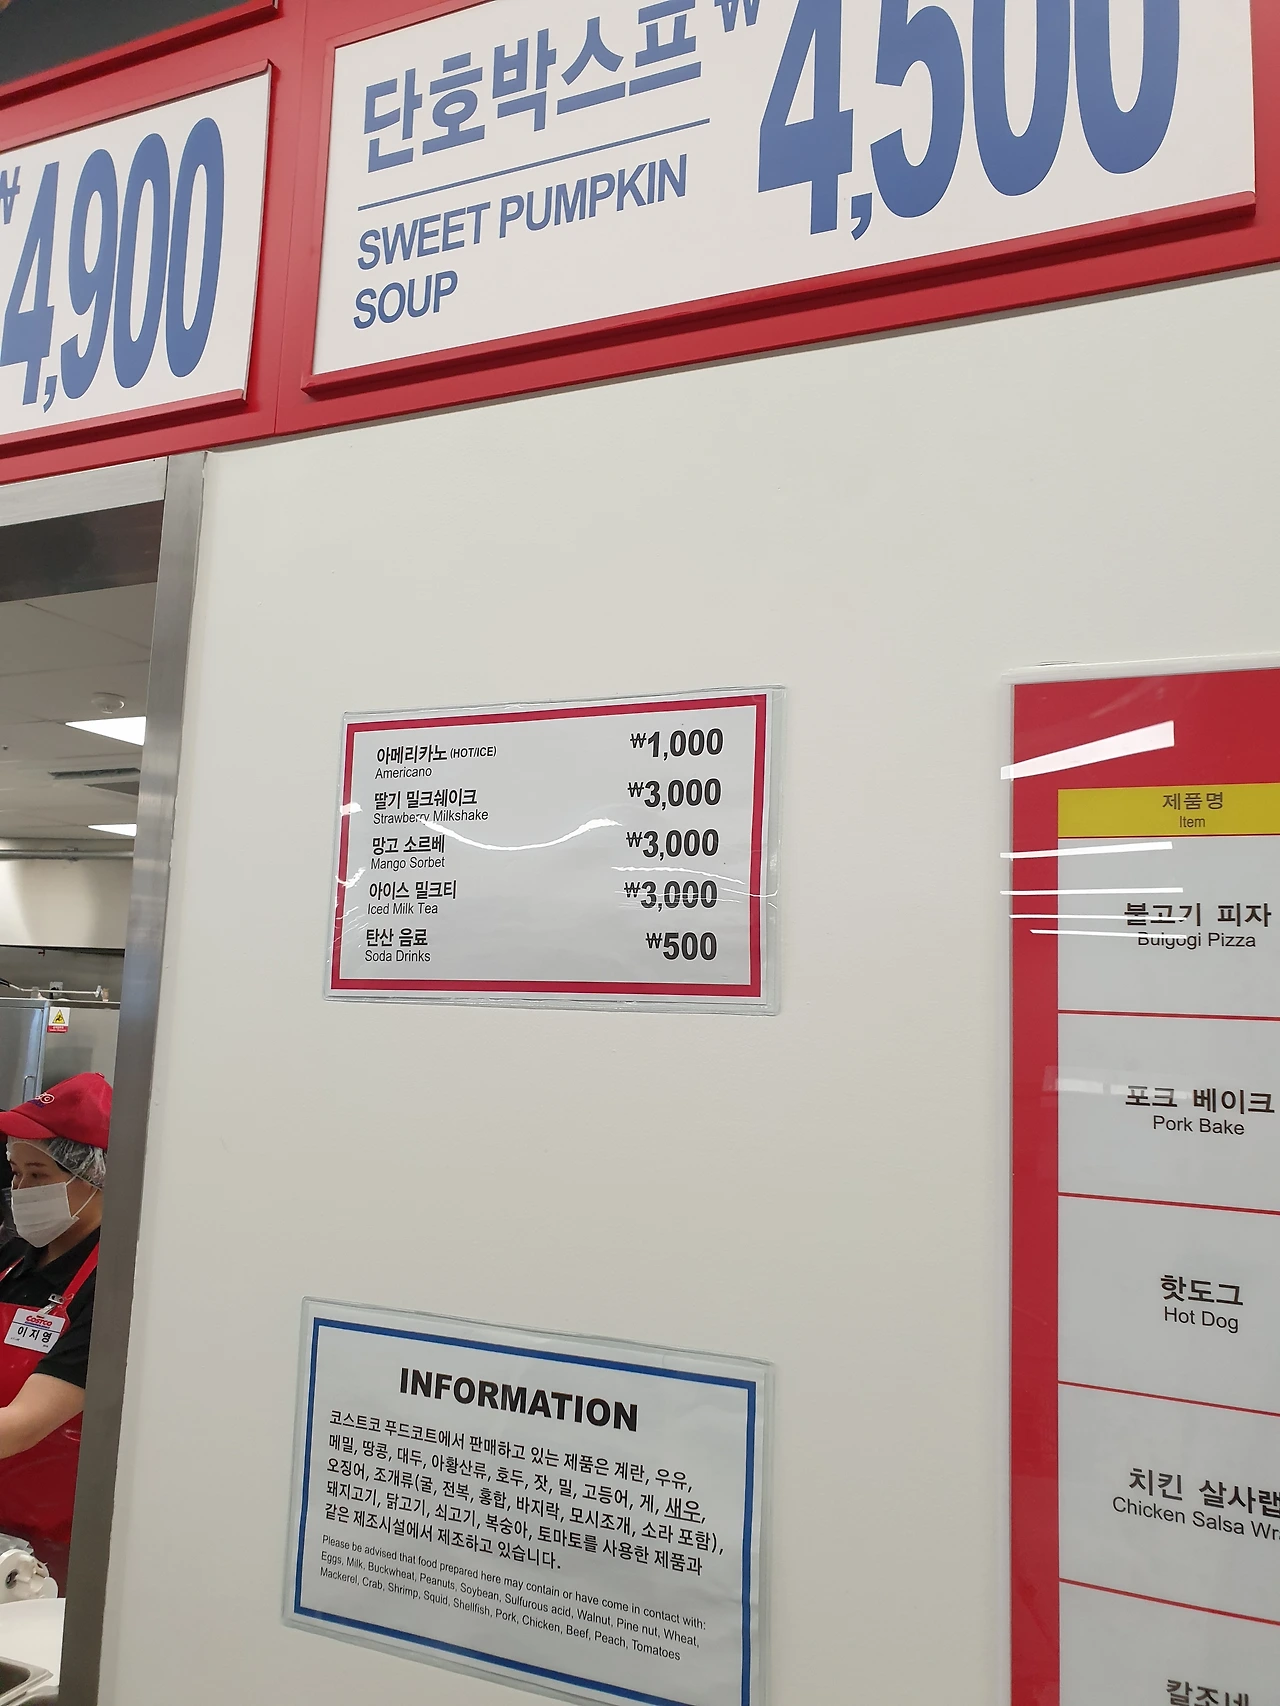 ₩4,900
단호박스프
SWEET PUMPKIN
SOUP
₩4,500
아메리카노 (HOT/ICE) ₩1,000
Americano
딸기 밀크쉐이크 ₩3,000
Strawberry Milkshake
망고 소르베 ₩3,000
Mango Sorbet
아이스 밀크티 ₩3,000
Iced Milk Tea
탄산 음료 ₩500
Soda Drinks
제품명
Item
불고기 피자
Bulgogi Pizza
포크 베이크
Pork Bake
핫도그
Hot Dog
치킨 살사랩
Chicken Salsa
칼조네
COSTCO
이지영
INFORMATION
코스트코 푸드코트에서 판매하고 있는 제품은 계란, 우유,
메밀, 땅콩, 대두, 아황산류, 호두, 잣, 밀, 고등어, 게, 새우,
오징어, 조개류(굴, 전복, 홍합, 바지락, 모시조개, 소라 포함),
돼지고기, 닭고기, 쇠고기, 복숭아, 토마토를 사용한 제품과
같은 제조시설에서 제조하고 있습니다.
Please be advised that food prepared here may contain or have come in contact with:
Eggs, Milk, Buckwheat, Peanuts, Soybean, Sulfurous acid, Walnut, Pine nut, Wheat,
Mackerel, Crab, Shrimp, Squid, Shellfish, Pork, Chicken, Beef, Peach, Tomatoes